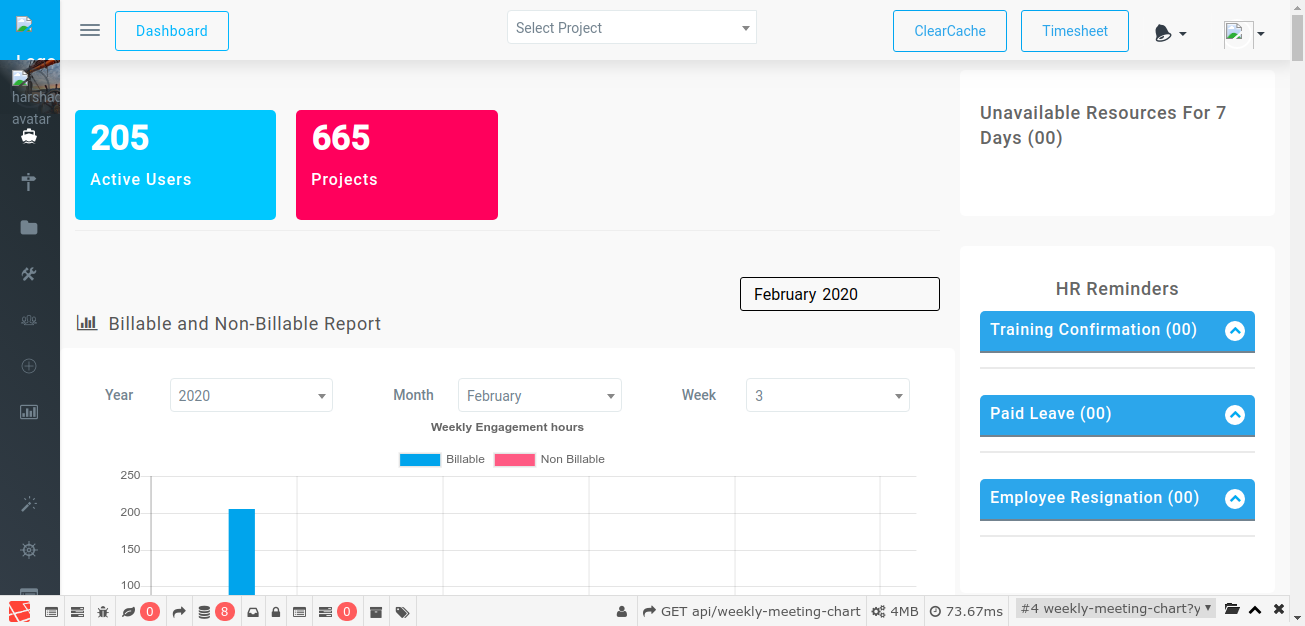 Dashboard
Select Project
ClearCache
Timesheet
avatar
205
Active Users
665
Projects
Unavailable Resources For 7
Days (00)
February 2020
Billable and Non-Billable Report
HR Reminders
Training Confirmation (00)
Paid Leave (00)
Employee Resignation (00)
Year
2020
Month
February
Week
3
Weekly Engagement hours
Billable
Non Billable
250
200
150
100
0
8
0
GET api/weekly-meeting-chart
4MB
73.67ms
#4 weekly-meeting-chart?y